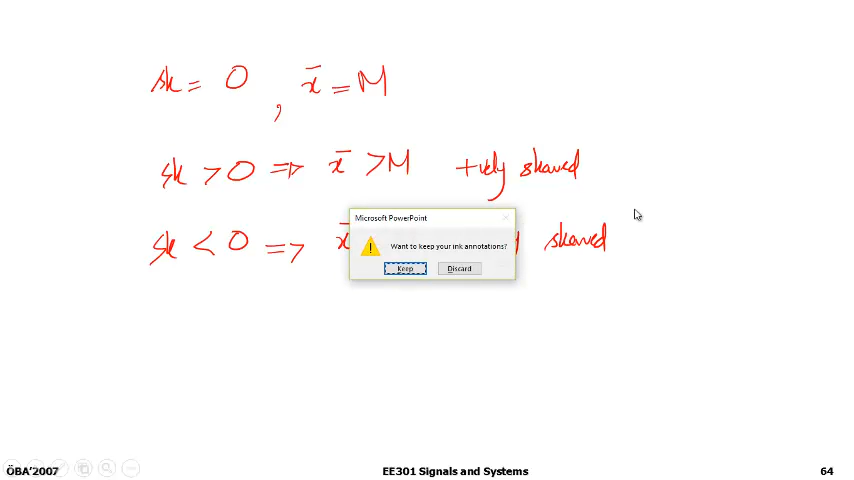 sk = 0 , x̄ = M
sk > 0 => x̄ > M +vely skewed
sk < 0 => x̄ skewed
Microsoft PowerPoint
Want to keep your ink annotations?
Keep Discard
ÖBA'2007 EE301 Signals and Systems 64